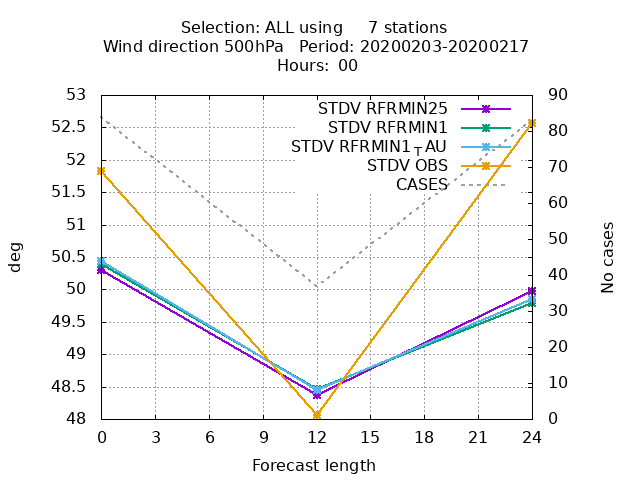 Selection: ALL using     7 stations
Wind direction 500hPa   Period: 20200203-20200217
Hours: 00
53
52.5
52
51.5
51
50.5
50
49.5
49
48.5
48
90
80
70
60
50
40
30
20
10
0
STDV RFRMIN25
STDV RFRMIN1
STDV RFRMIN1_TAU
STDV OBS
CASES
deg
No cases
0 3 6 9 12 15 18 21 24
Forecast length